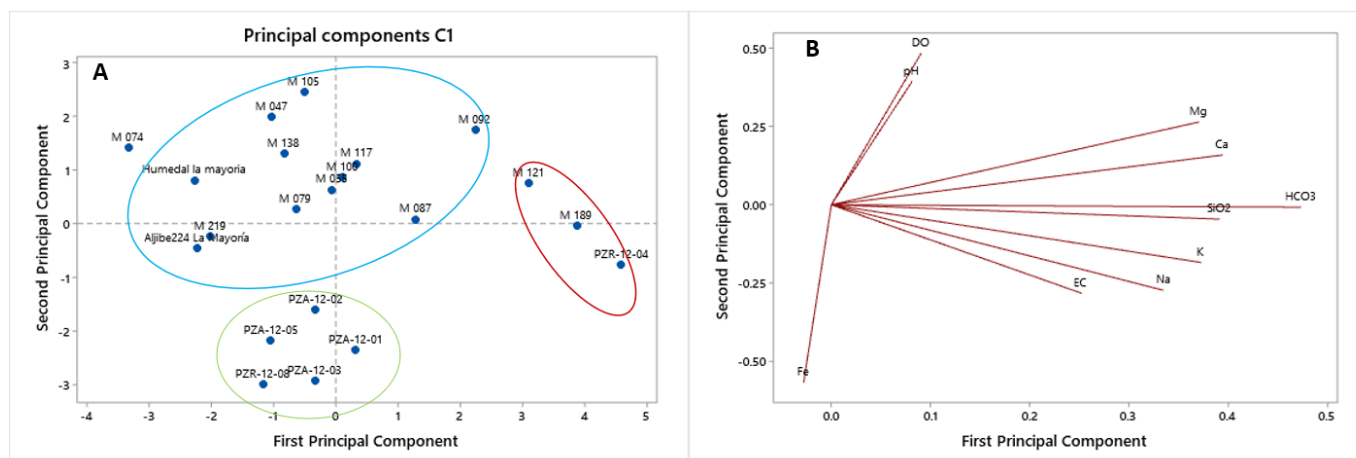 Principal components C1
A
Second Principal Component
3
2
1
0
-1
-2
-3
M 105
M 047
M 092
M 074
M 138
M 117
M 100
Humedal la mayoría
M 038
M 121
M 079
M 087
M 189
M 219
Aljibe224 La Mayoría
PZR-12-04
PZA-12-02
PZA-12-05
PZA-12-01
PZR-12-08
PZA-12-03
-4 -3 -2 -1 0 1 2 3 4 5
First Principal Component
B
Second Principal Component
0.50
0.25
0.00
-0.25
-0.50
DO
pH
Mg
Ca
HCO3
SiO2
K
Na
EC
Fe
0.0 0.1 0.2 0.3 0.4 0.5
First Principal Component